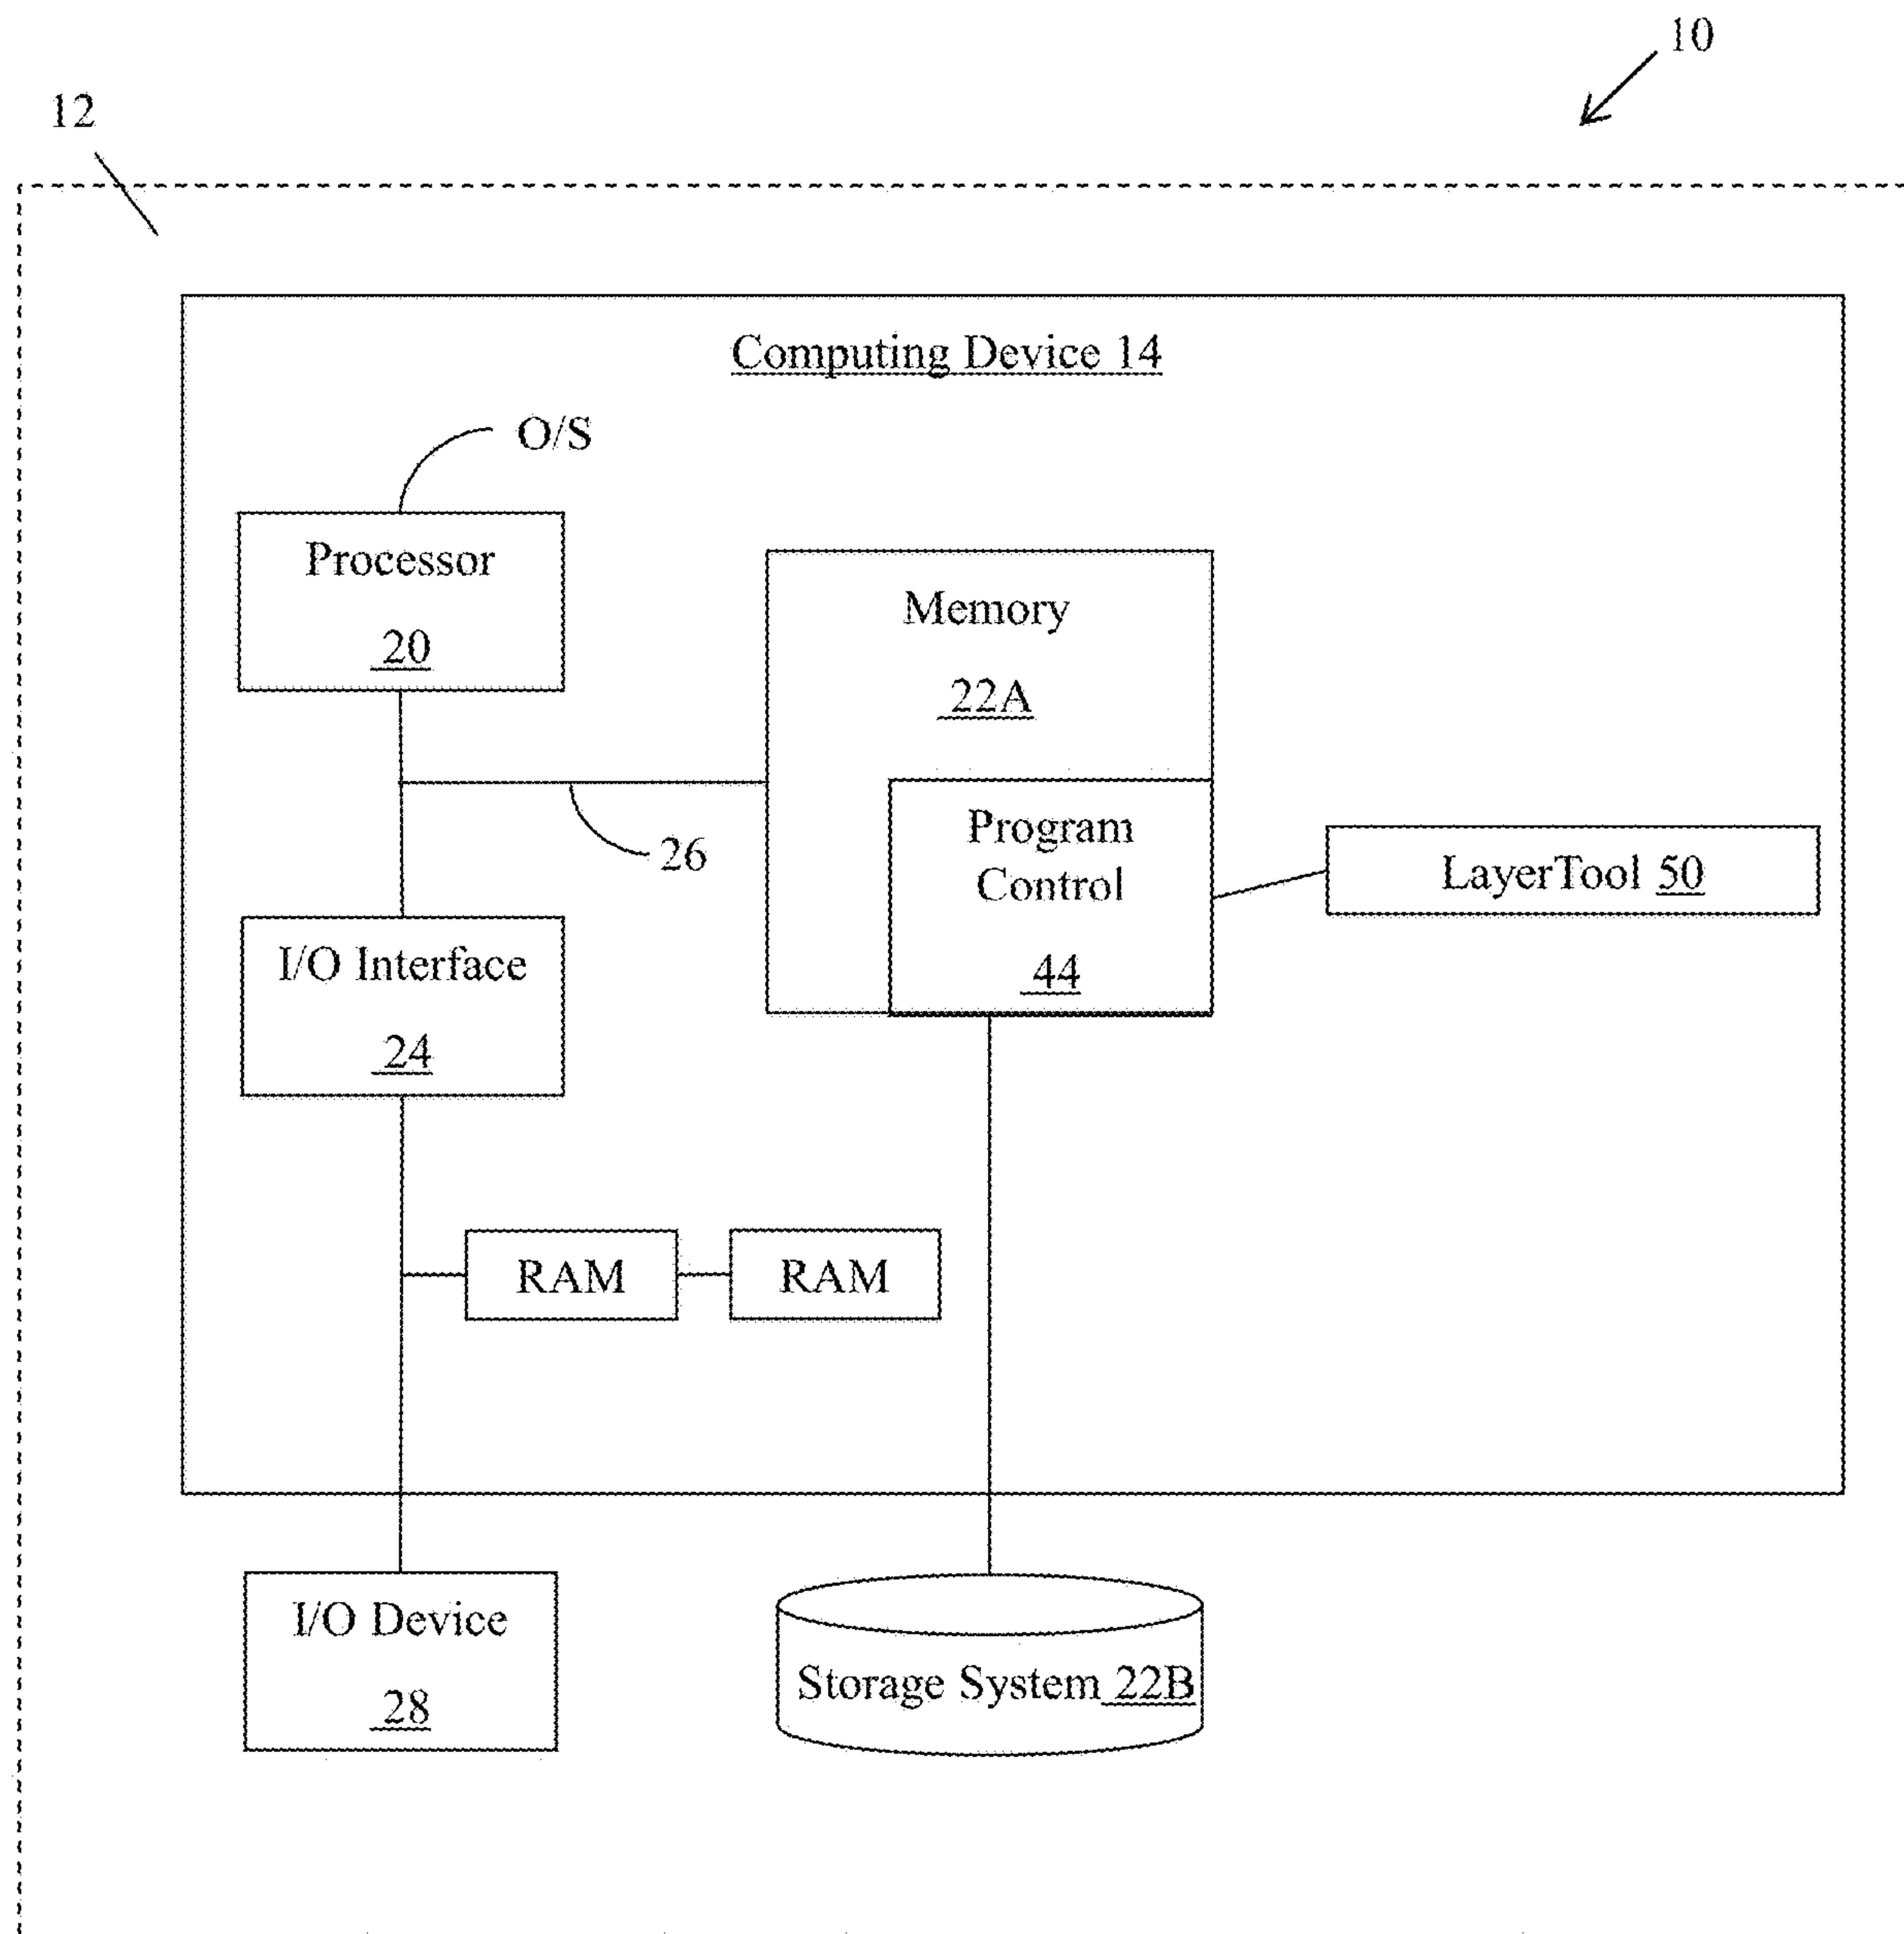 10
12
Computing Device 14
O/S
Processor
20
Memory
22A
Program
Control
44
26
LayerTool 50
I/O Interface
24
RAM
RAM
I/O Device
28
Storage System 22B